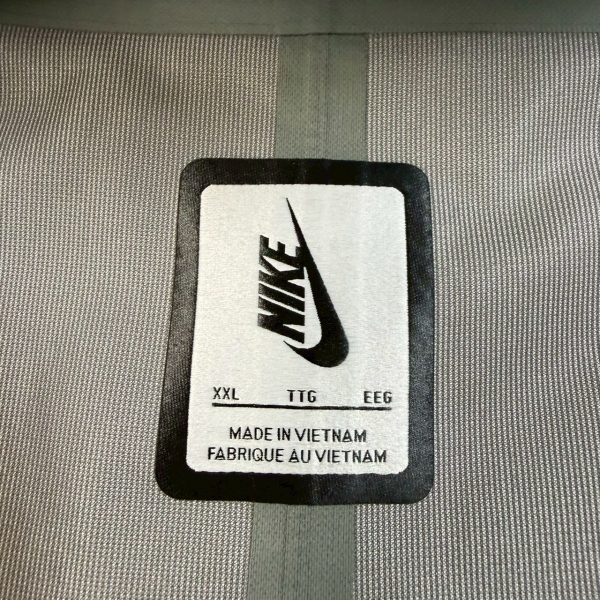 NIKE
XXL TTG EEG
MADE IN VIETNAM
FABRIQUE AU VIETNAM